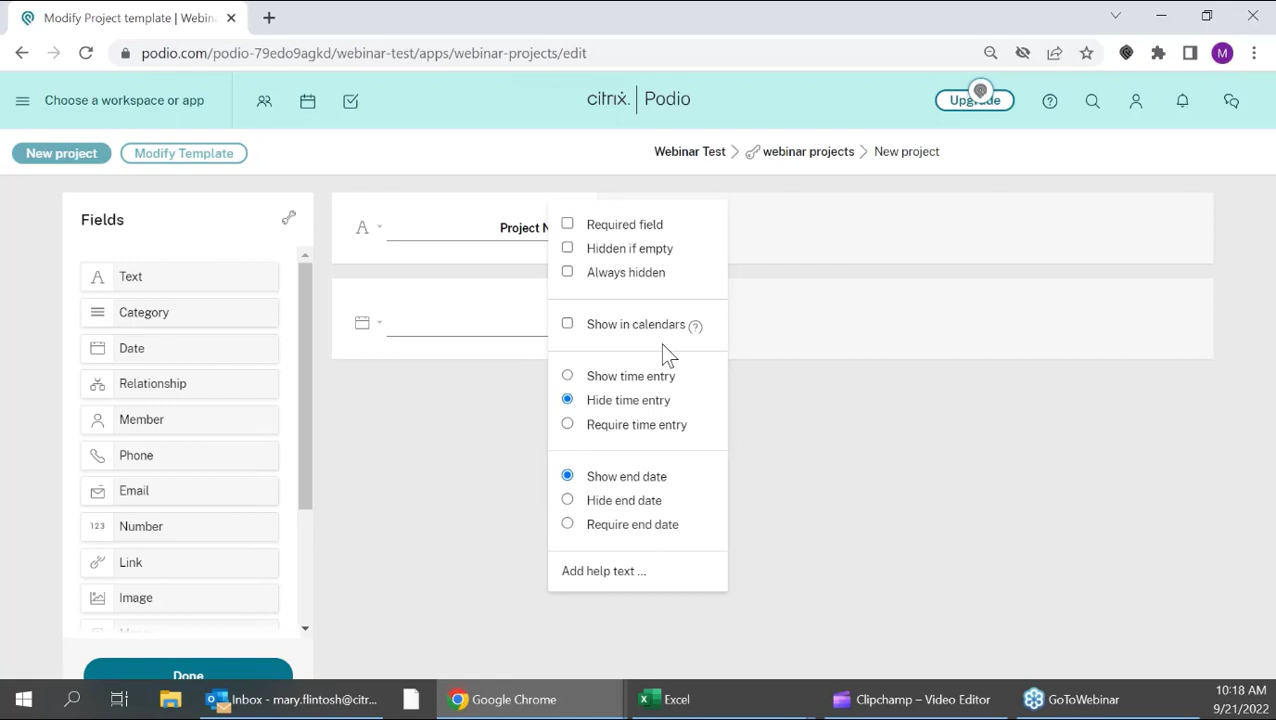 Modify Project template | Webin
podio.com/podio-79edo9agkd/webinar-test/apps/webinar-projects/edit
M
Choose a workspace or app
citrix. | Podio
Upgrade
New project
Modify Template
Webinar Test > webinar projects > New project
Fields
Text
Category
Date
Relationship
Member
Phone
Email
123 Number
Link
Image
Done
Project N
Required field
Hidden if empty
Always hidden
Show in calendars ?
Show time entry
Hide time entry
Require time entry
Show end date
Hide end date
Require end date
Add help text ...
Inbox - mary.flintosh@citr...
Google Chrome
Excel
Clipchamp – Video Editor
GoToWebinar
10:18 AM
9/21/2022